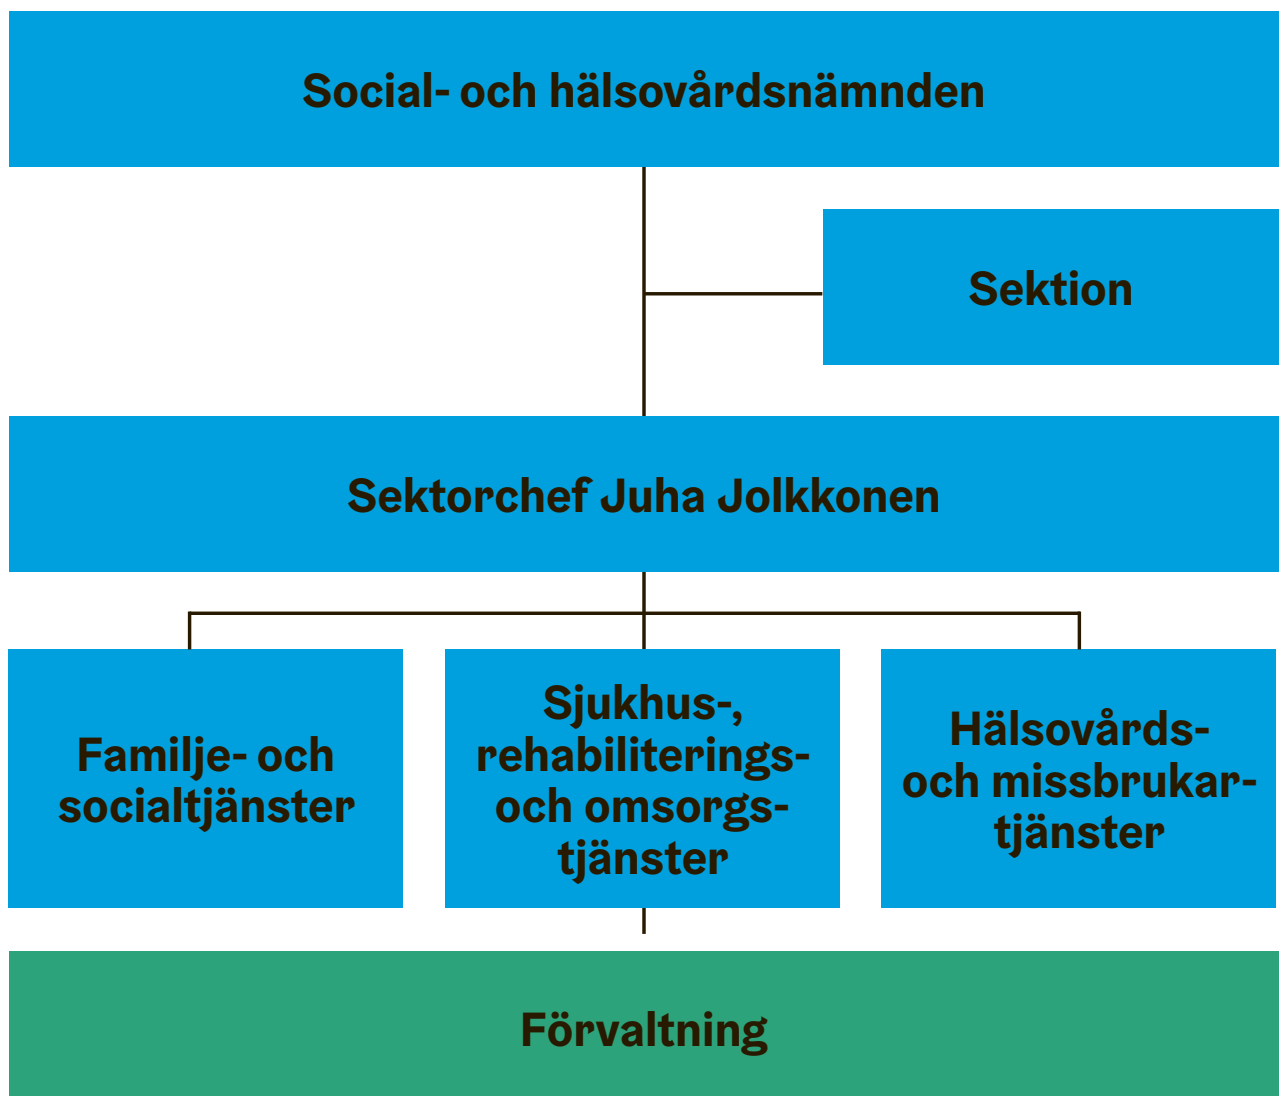 Social- och hälsovårdsnämnden
Sektion
Sektorchef Juha Jolkkonen
Familje- och
socialtjänster
Sjukhus-,
rehabiliterings-
och omsorgs-
tjänster
Hälsovårds-
och missbrukar-
tjänster
Förvaltning